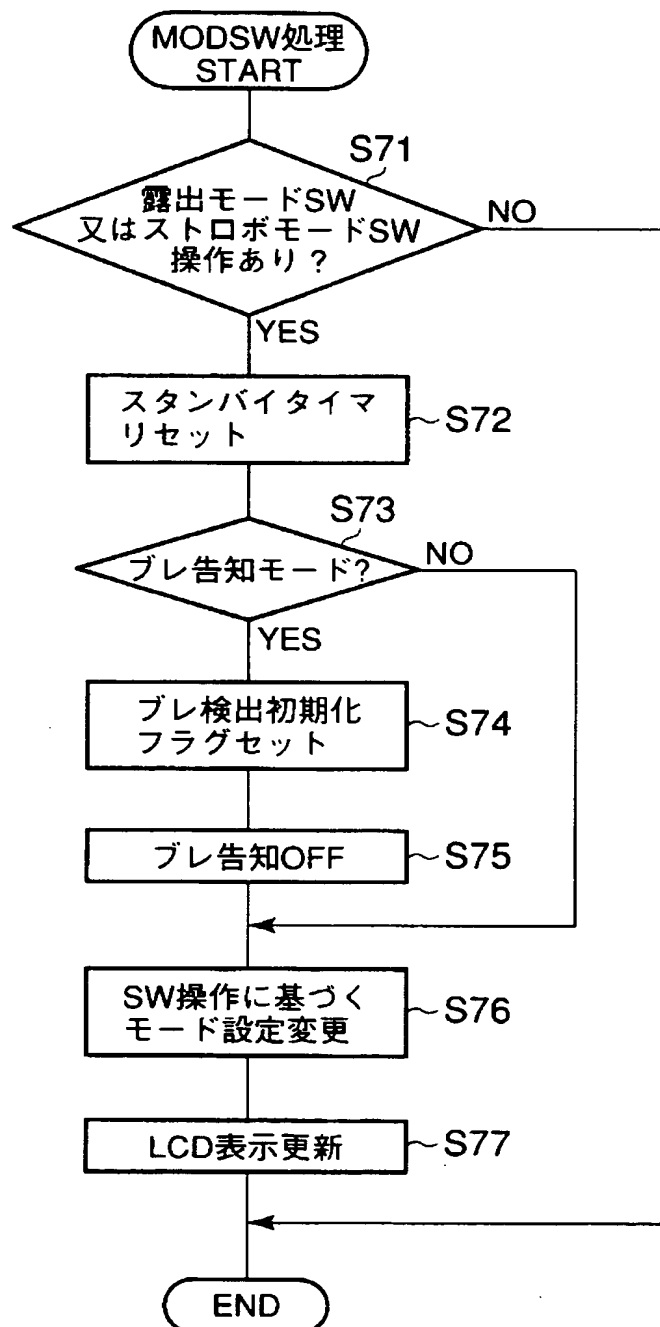 MODSW処理
START
S71
露出モードSW
又はストロボモードSW
操作あり?
NO
YES
スタンバイタイマ
リセット
S72
S73
ブレ告知モード?
NO
YES
ブレ検出初期化
フラグセット
S74
ブレ告知OFF
S75
SW操作に基づく
モード設定変更
S76
LCD表示更新
S77
END